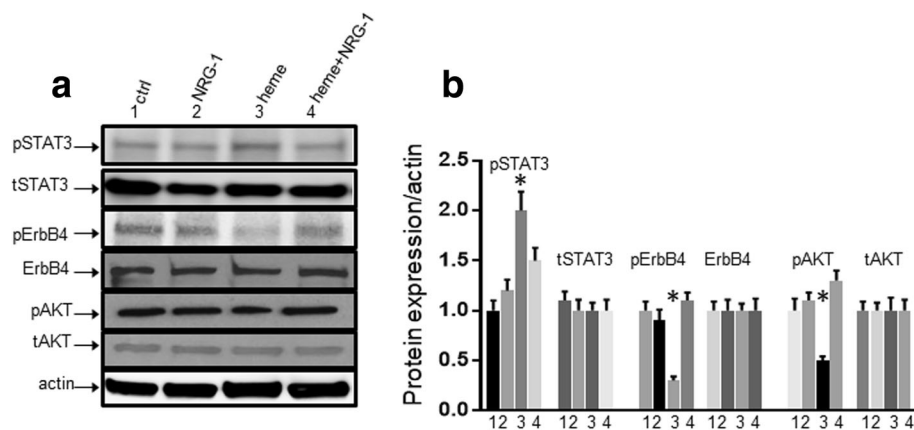 a
1 ctrl
2 NRG-1
3 heme
4 heme+NRG-1
pSTAT3
tSTAT3
pErbB4
ErbB4
pAKT
tAKT
actin
b
Protein expression/actin
2.5
2.0
1.5
1.0
0.5
0.0
pSTAT3
*
tSTAT3
pErbB4
*
ErbB4
pAKT
*
tAKT
12 3 4 12 3 4 12 3 4 12 3 4 12 3 4 12 3 4